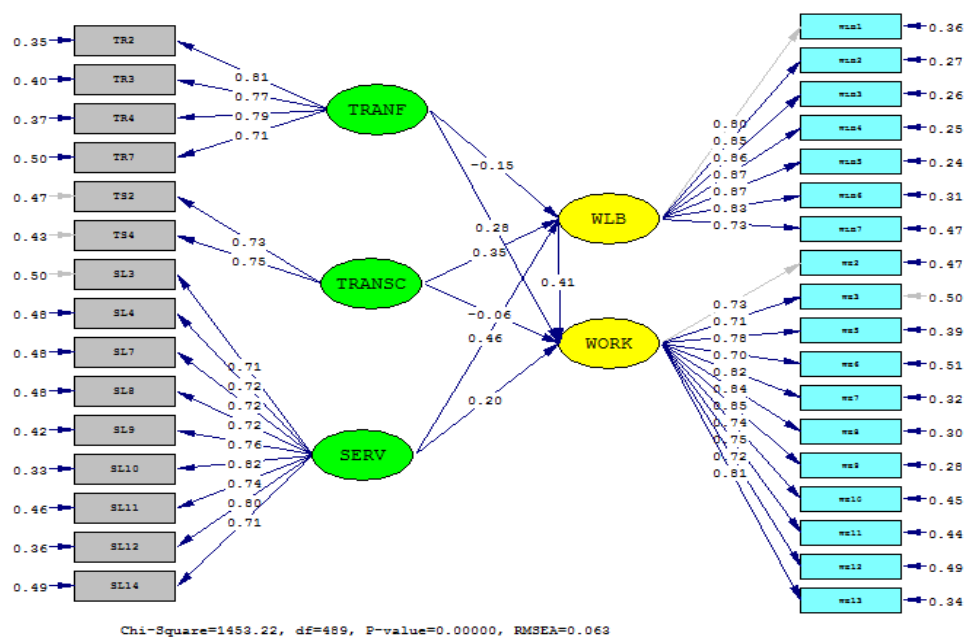 0.35 TR2
0.40 TR3
0.37 TR4
0.50 TR7
0.47 TS2
0.43 TS4
0.50 SL3
0.48 SL4
0.48 SL7
0.48 SL8
0.42 SL9
0.33 SL10
0.46 SL11
0.36 SL12
0.49 SL14
0.81
0.77
0.79
0.71
0.73
0.75
0.71
0.72
0.72
0.72
0.76
0.82
0.74
0.80
0.71
TRANF
TRANSC
SERV
-0.15
0.28
0.35
0.41
-0.06
0.46
0.20
WLB
WORK
0.80
0.85
0.86
0.87
0.87
0.83
0.73
0.73
0.71
0.78
0.70
0.82
0.84
0.85
0.74
0.75
0.72
0.81
0.36
0.27
0.26
0.25
0.24
0.31
0.47
0.47
0.50
0.39
0.51
0.32
0.30
0.28
0.45
0.44
0.49
0.34
Chi-Square=1453.22, df=489, P-value=0.00000, RMSEA=0.063